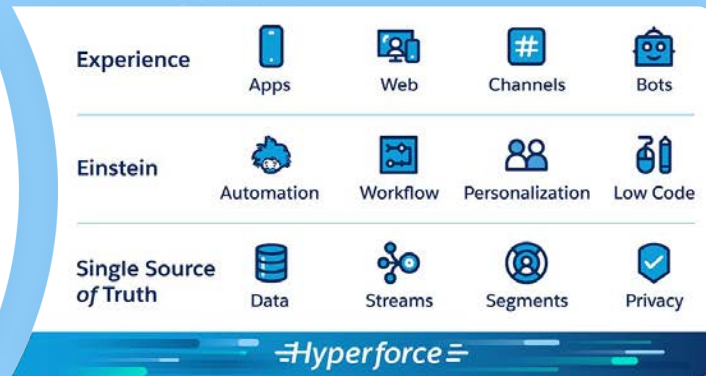 Experience
Apps Web Channels Bots
Einstein
Automation Workflow Personalization Low Code
Single Source
of Truth
Data Streams Segments Privacy
Hyperforce